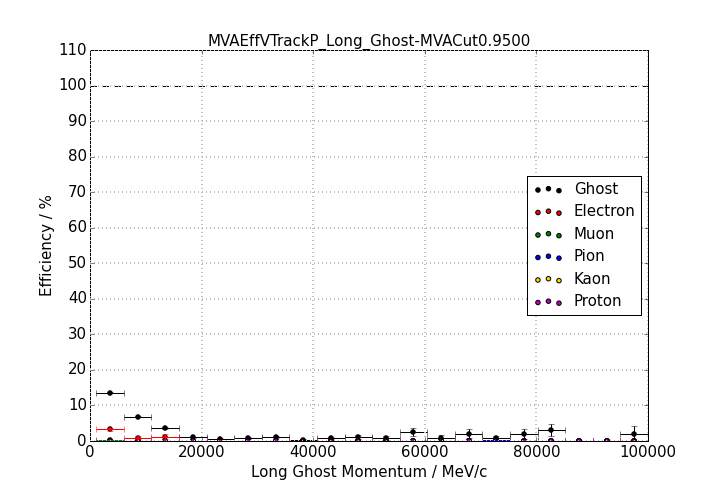 MVAEffVTrackP_Long_Ghost-MVACut0.9500
110
100
90
80
70
60
50
40
30
20
10
0
Efficiency / %
Ghost
Electron
Muon
Pion
Kaon
Proton
0 20000 40000 60000 80000 100000
Long Ghost Momentum / MeV/c